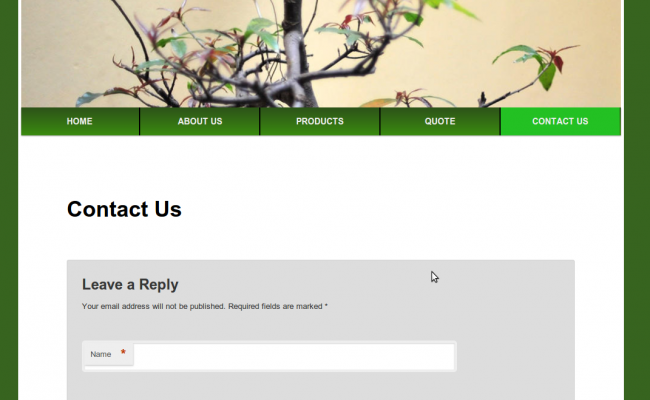 HOME ABOUT US PRODUCTS QUOTE CONTACT US
Contact Us
Leave a Reply
Your email address will not be published. Required fields are marked *
Name *